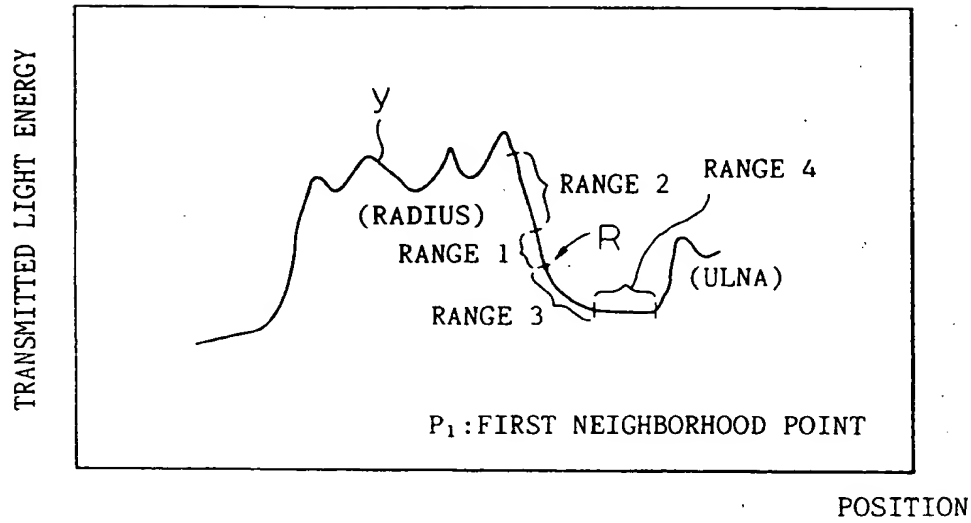 TRANSMITTED LIGHT ENERGY
y
(RADIUS)
RANGE 2
RANGE 4
RANGE 1
R
(ULNA)
RANGE 3
P₁:FIRST NEIGHBORHOOD POINT
POSITION